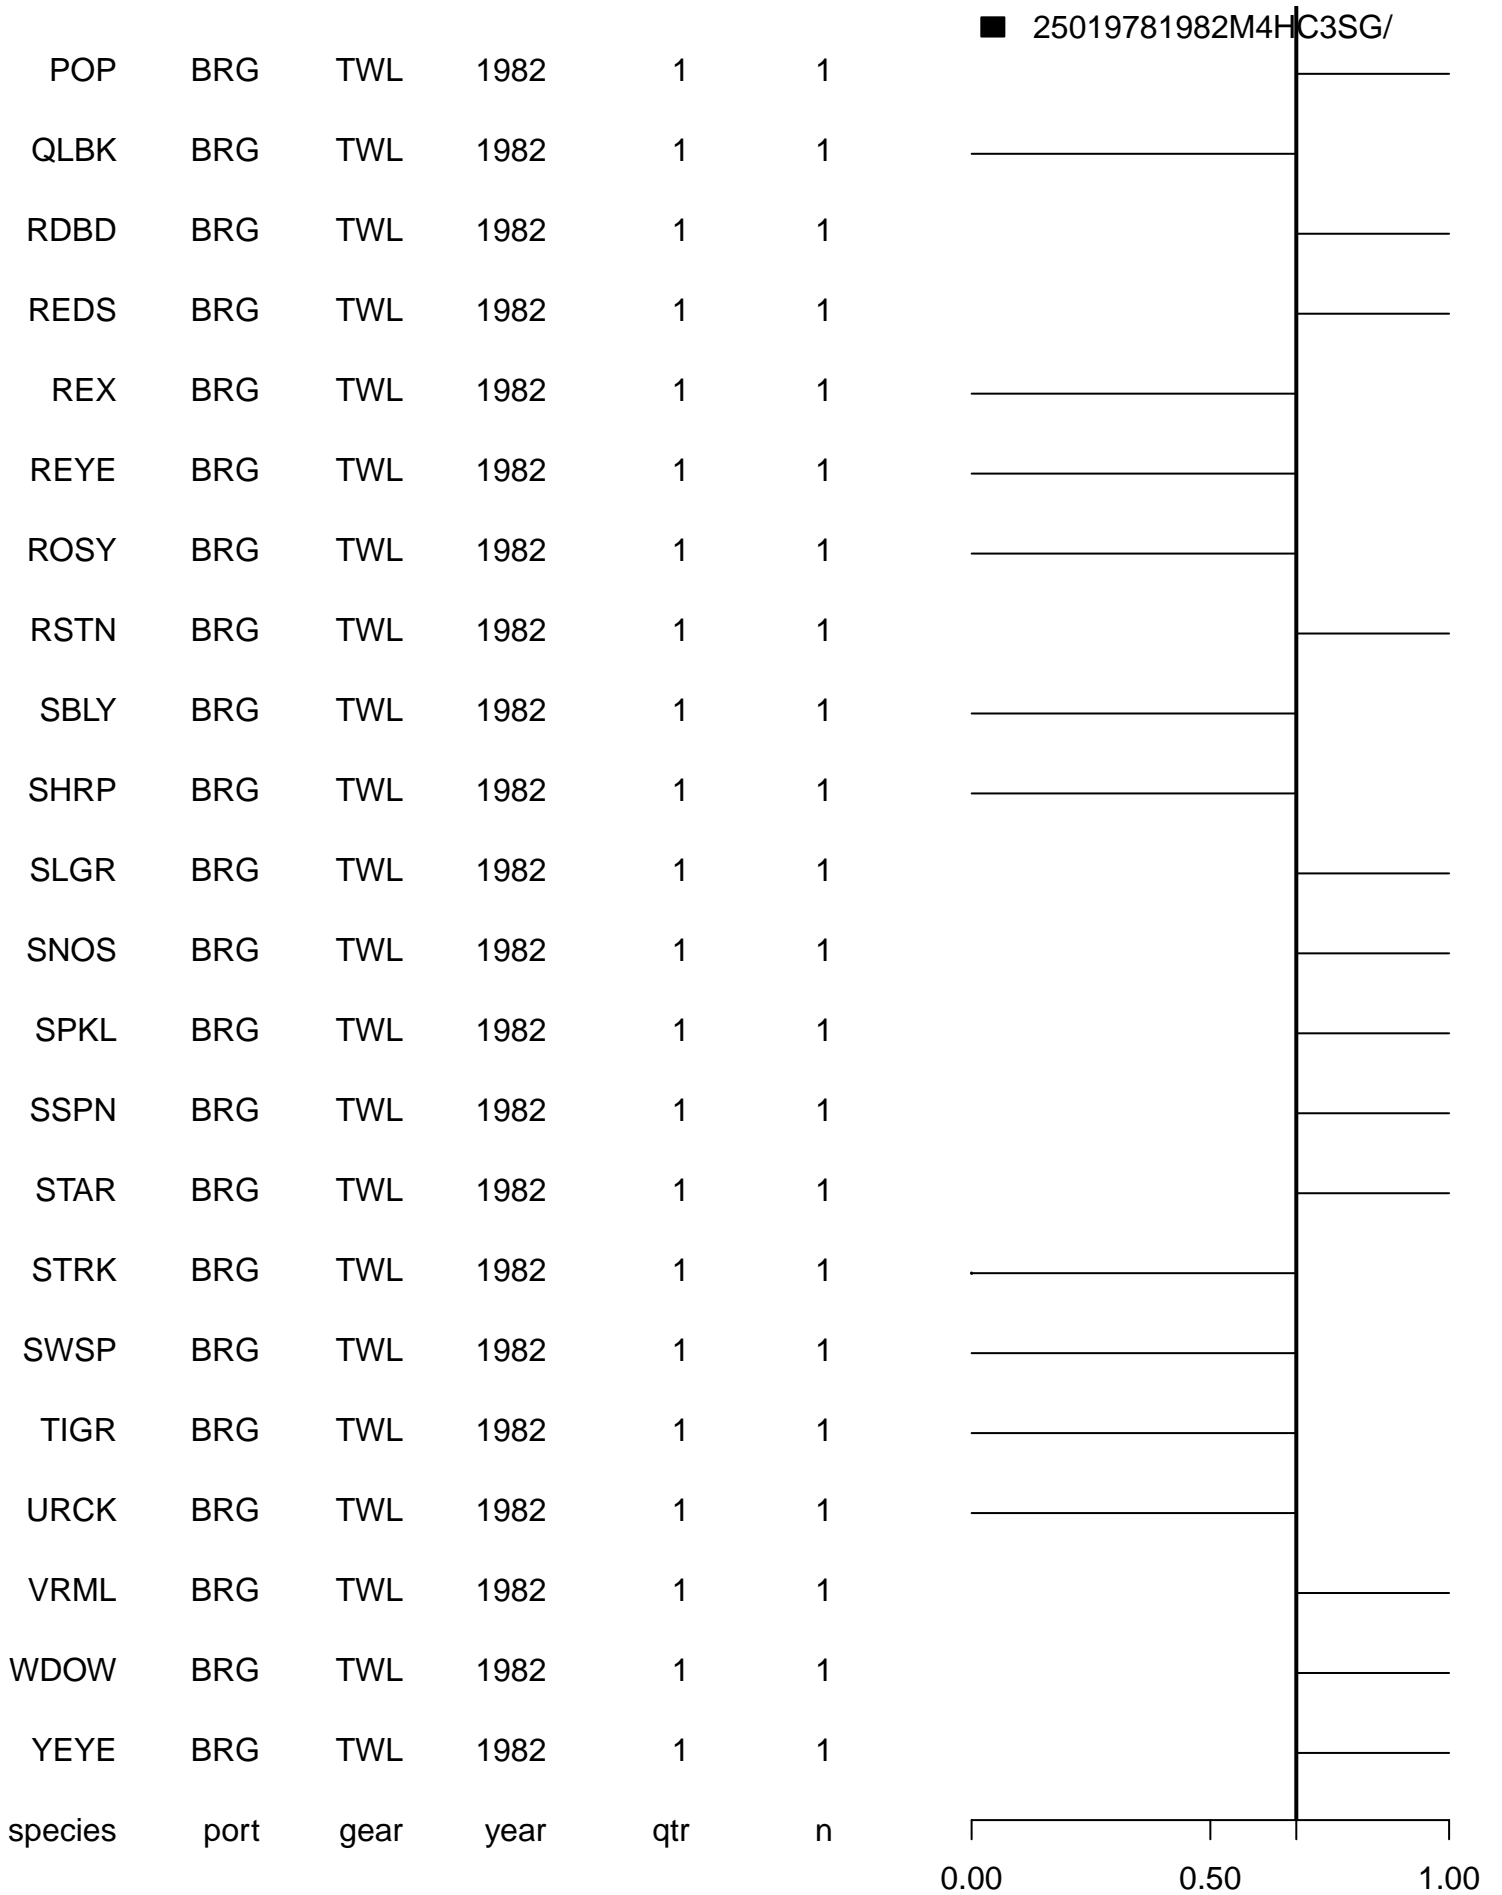 25019781982M4HC3SG/
POP BRG TWL 1982 1 1
QLBK BRG TWL 1982 1 1
RDBD BRG TWL 1982 1 1
REDS BRG TWL 1982 1 1
REX BRG TWL 1982 1 1
REYE BRG TWL 1982 1 1
ROSY BRG TWL 1982 1 1
RSTN BRG TWL 1982 1 1
SBLY BRG TWL 1982 1 1
SHRP BRG TWL 1982 1 1
SLGR BRG TWL 1982 1 1
SNOS BRG TWL 1982 1 1
SPKL BRG TWL 1982 1 1
SSPN BRG TWL 1982 1 1
STAR BRG TWL 1982 1 1
STRK BRG TWL 1982 1 1
SWSP BRG TWL 1982 1 1
TIGR BRG TWL 1982 1 1
URCK BRG TWL 1982 1 1
VRML BRG TWL 1982 1 1
WDOW BRG TWL 1982 1 1
YEYE BRG TWL 1982 1 1
species port gear year qtr n
0.00 0.50 1.00